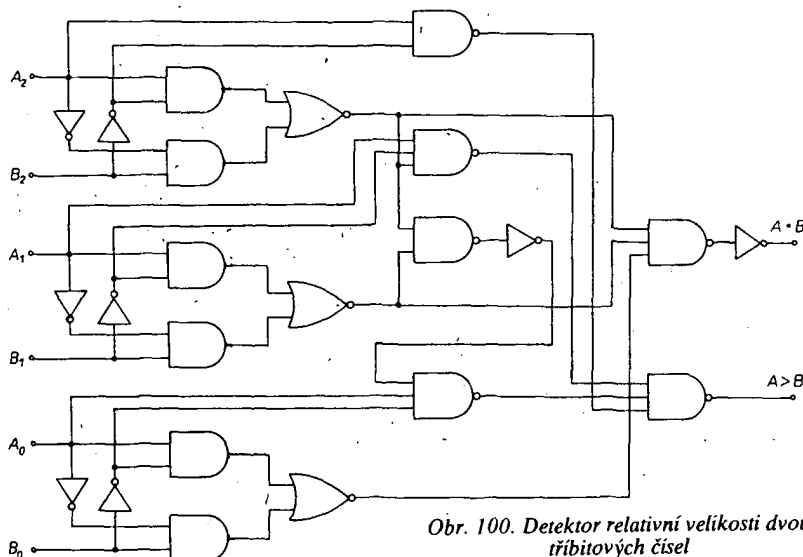 A₂
B₂
A₁
A = B
B₁
A>B
A₀
B₀
Obr. 100. Detektor relativní velikosti dvou
tříbitových čísel